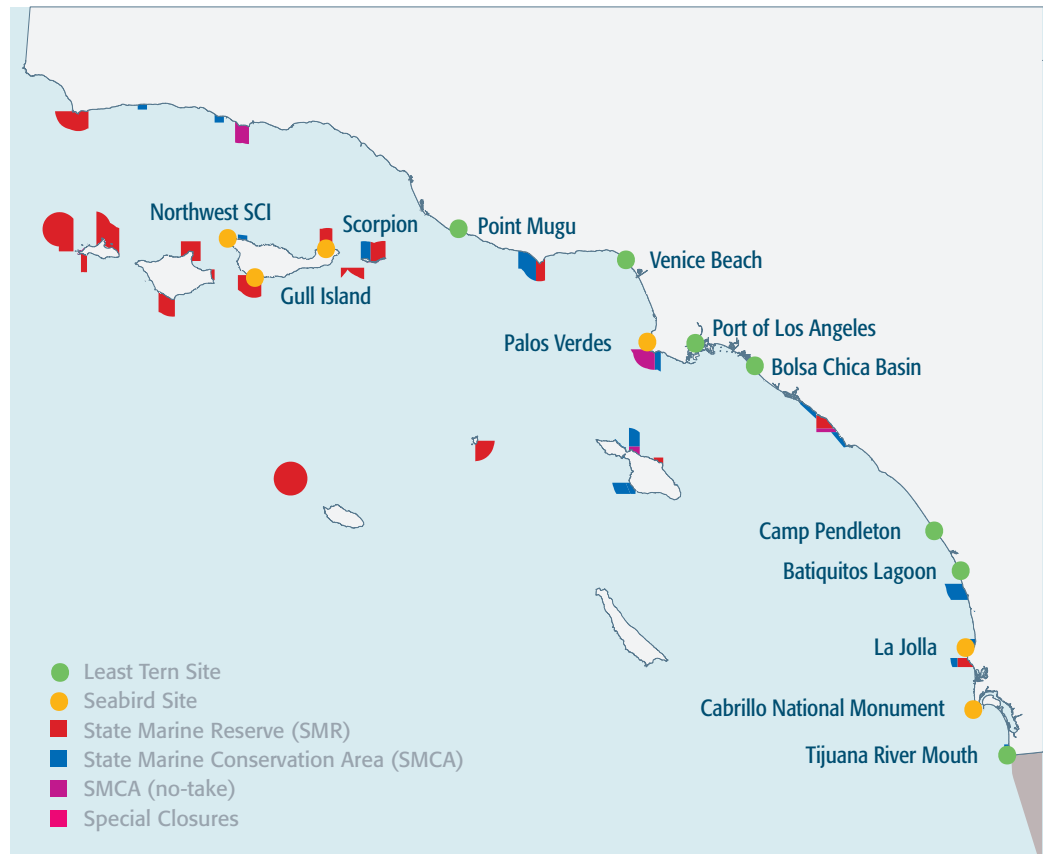 Northwest SCI
Scorpion
Point Mugu
Gull Island
Venice Beach
Port of Los Angeles
Palos Verdes
Bolsa Chica Basin
Camp Pendleton
Batiquitos Lagoon
La Jolla
Cabrillo National Monument
Tijuana River Mouth
Least Tern Site
Seabird Site
State Marine Reserve (SMR)
State Marine Conservation Area (SMCA)
SMCA (no-take)
Special Closures